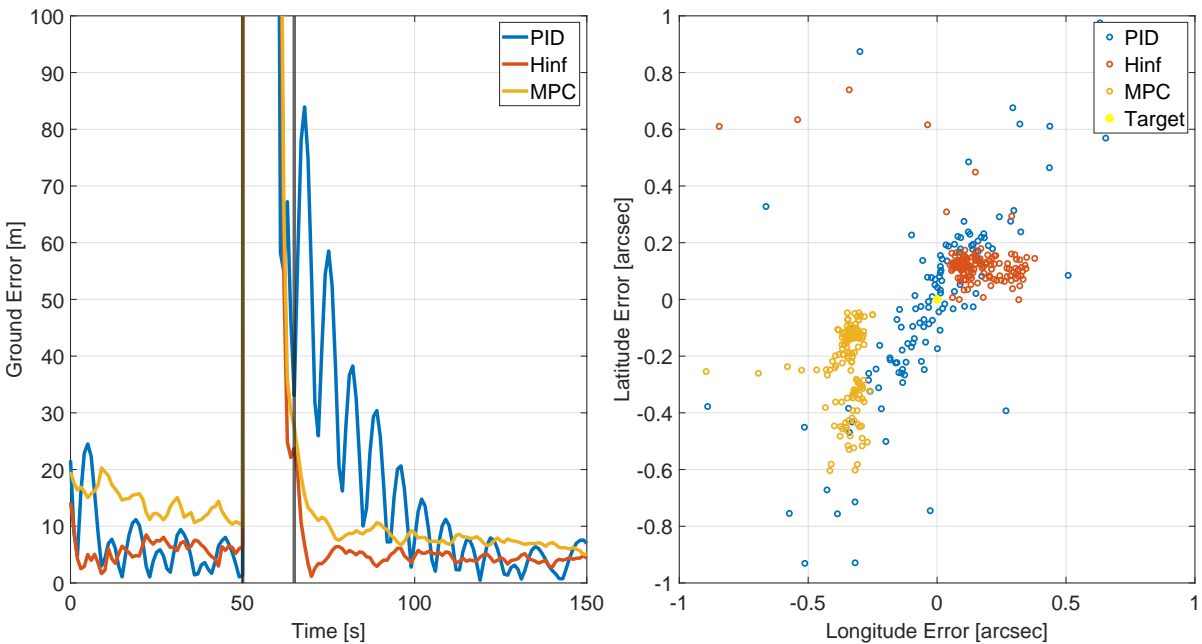 100
90
80
70
60
50
40
30
20
10
0
0
50
100
150
Ground Error [m]
Time [s]
PID
Hinf
MPC
1
0.8
0.6
0.4
0.2
0
-0.2
-0.4
-0.6
-0.8
-1
-1
-0.5
0
0.5
1
Latitude Error [arcsec]
Longitude Error [arcsec]
PID
Hinf
MPC
Target